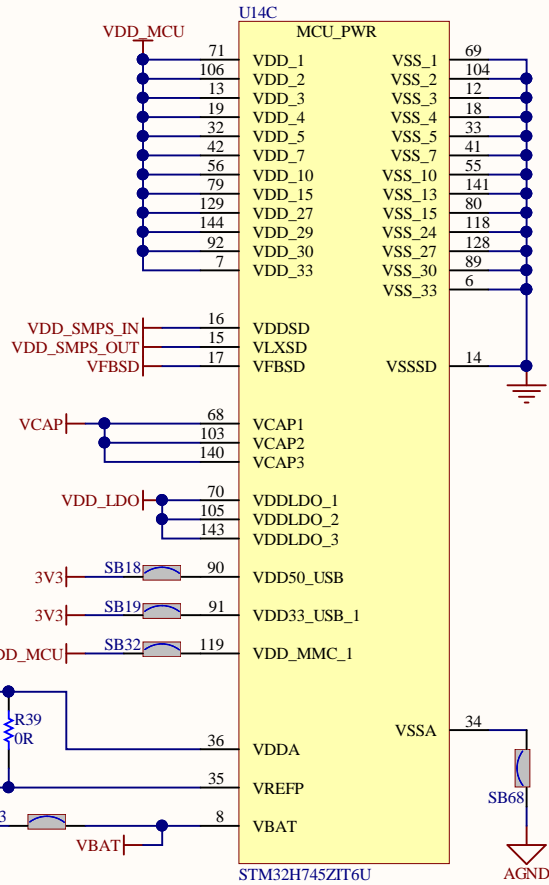 U14C
VDD_MCU
MCU_PWR
71 VDD_1 VSS_1 69
106 VDD_2 VSS_2 104
13 VDD_3 VSS_3 12
19 VDD_4 VSS_4 18
32 VDD_5 VSS_5 33
42 VDD_7 VSS_7 41
56 VDD_10 VSS_10 55
79 VDD_15 VSS_13 141
129 VDD_27 VSS_15 80
144 VDD_29 VSS_24 118
92 VDD_30 VSS_27 128
7 VDD_33 VSS_30 89
VSS_33 6
VDD_SMPS_IN 16 VDDSD
VDD_SMPS_OUT 15 VLXSD
VFBSD 17 VFBSD VSSSD 14
VCAP 68 VCAP1
103 VCAP2
140 VCAP3
VDD_LDO 70 VDDLDO_1
105 VDDLDO_2
143 VDDLDO_3
3V3 SB18 90 VDD50_USB
3V3 SB19 91 VDD33_USB_1
DD_MCU SB32 119 VDD_MMC_1
R39
0R
VSSA 34
36 VDDA
35 VREFP
SB68
3 8 VBAT
VBAT
STM32H745ZIT6U
AGND